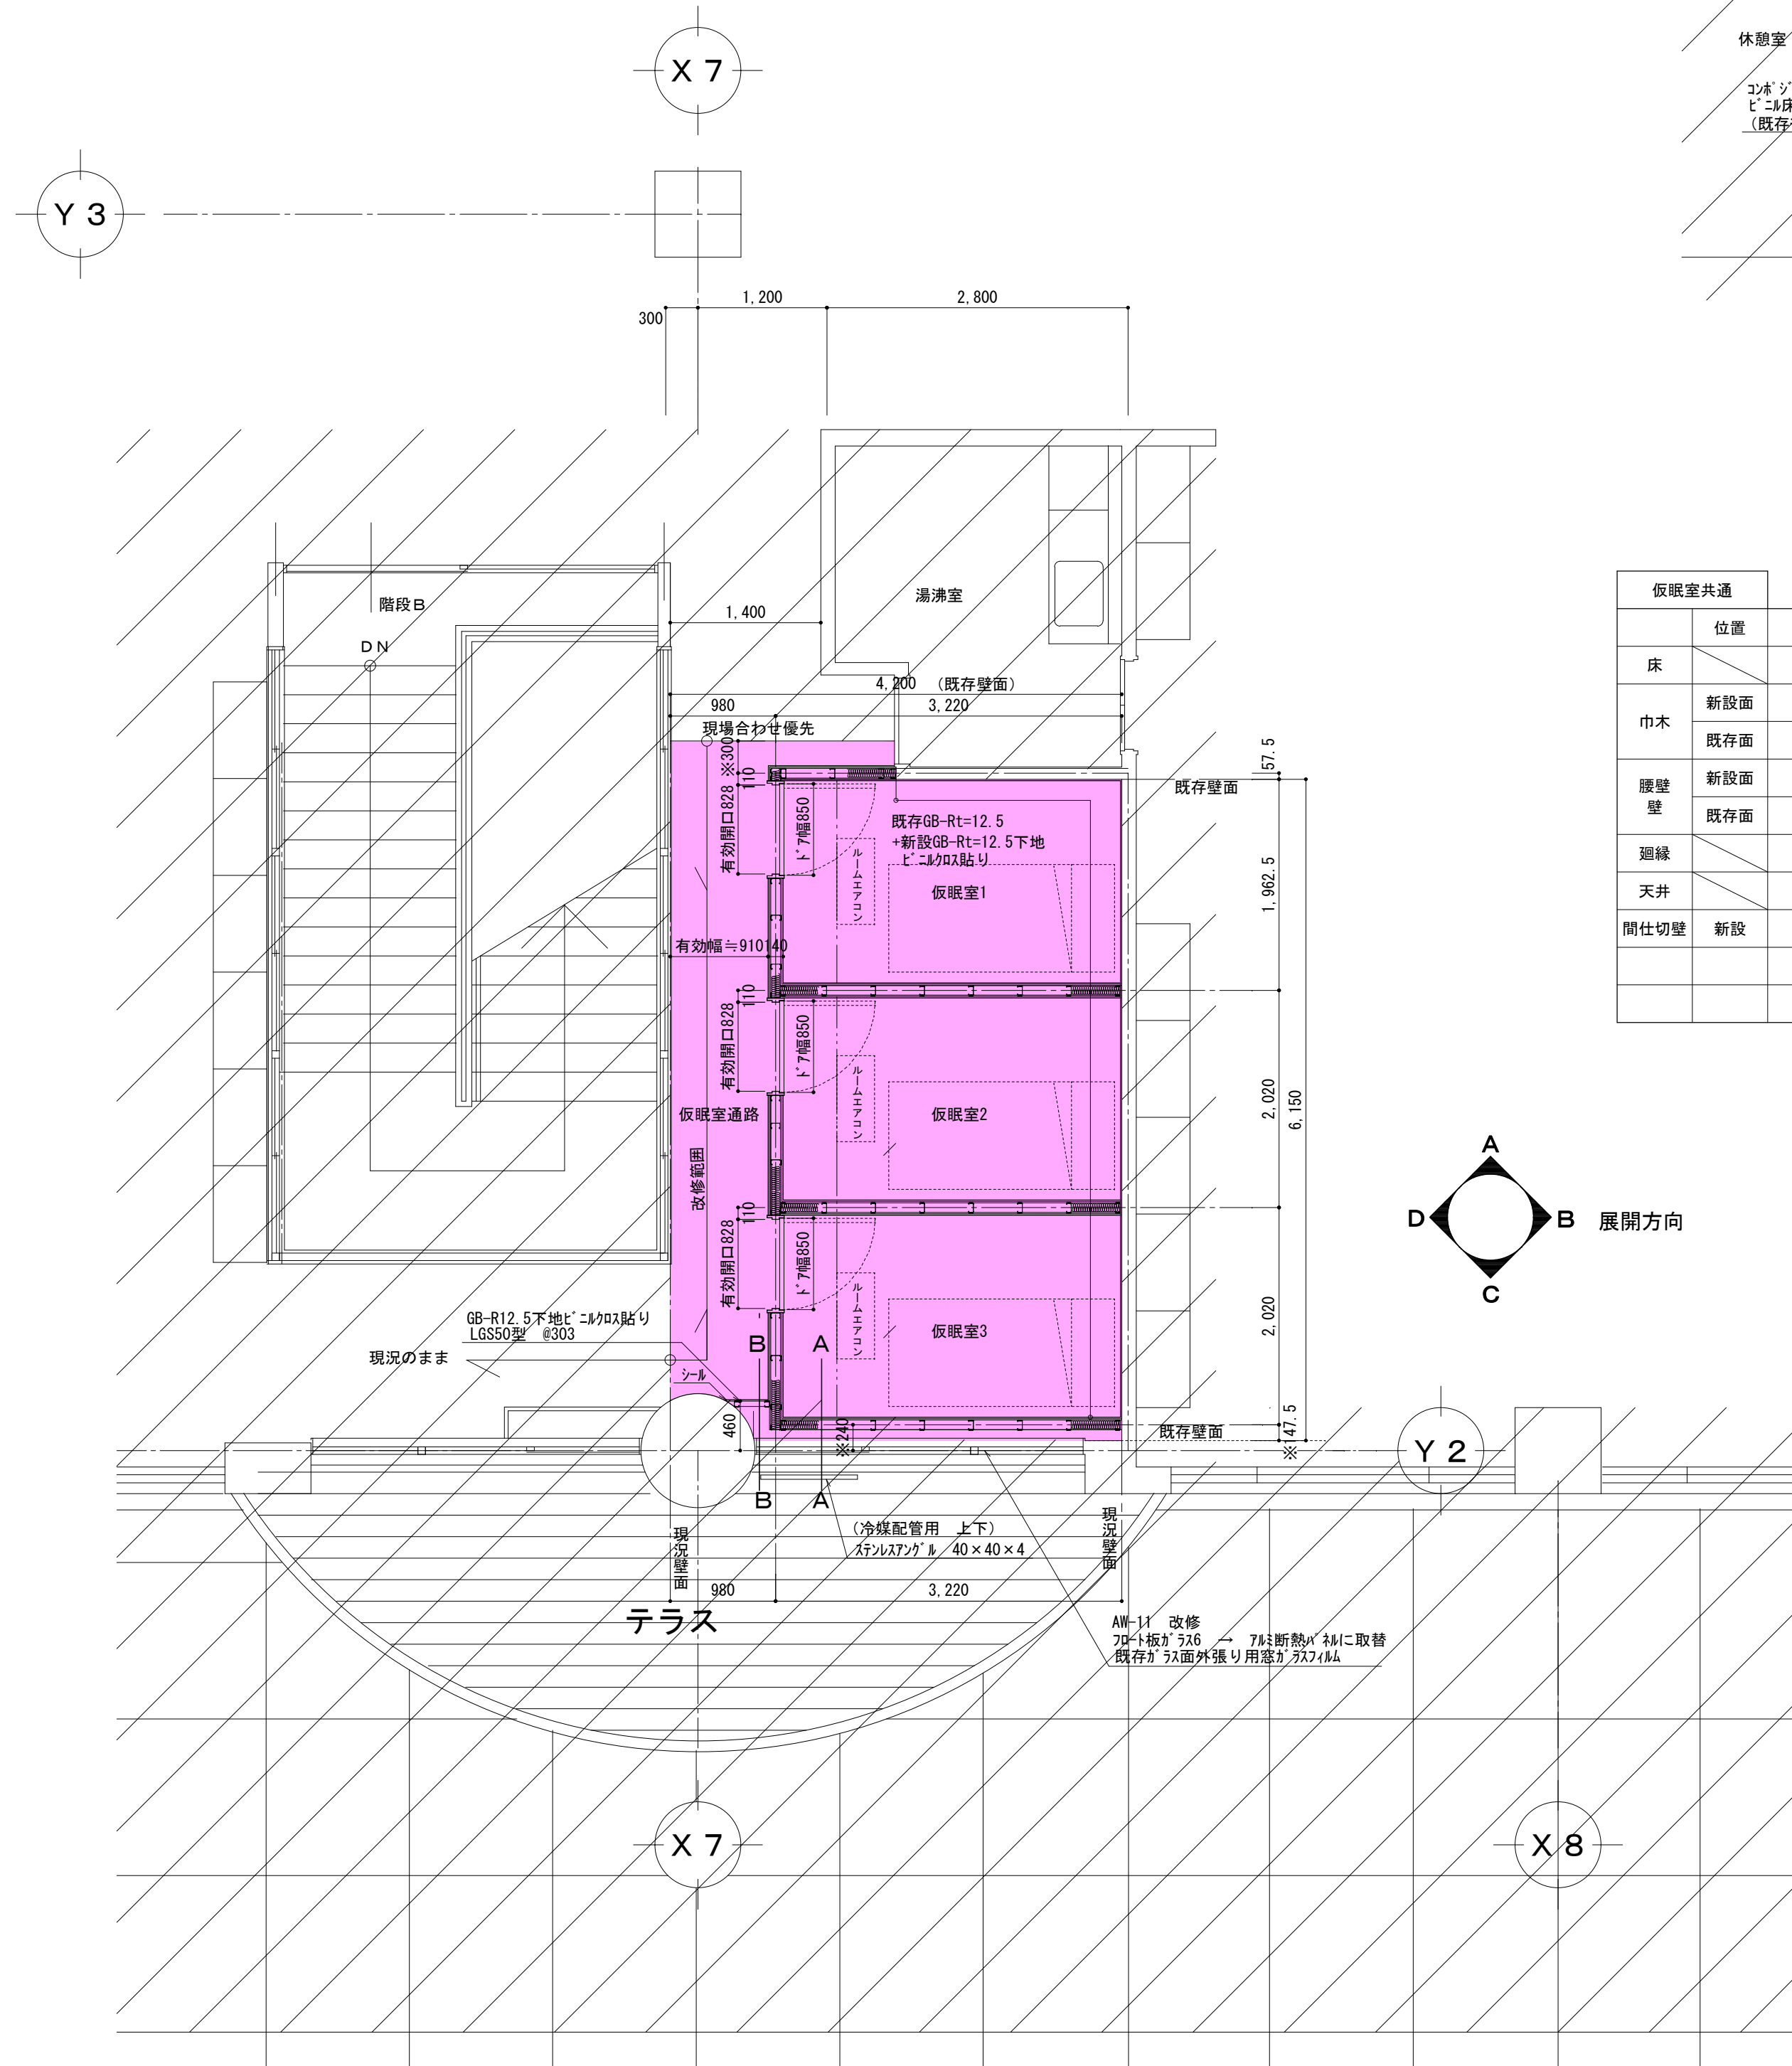 X 7
休憩室
ｺﾝﾎﾟｼﾞ
ﾋﾞﾆﾙ床
（既存
Y 3
1,200
2,800
300
階段B
湯沸室
DN
1,400
4,200 （既存壁面）
980
3,220
現場合わせ優先
※300
110
57.5
既存壁面
有効開口828
ﾄﾞｱ幅850
既存GB-Rt=12.5
+新設GB-Rt=12.5下地
ﾋﾞﾆﾙｸﾛｽ貼り
ルームエアコン
仮眠室1
1,962.5
有効幅≒910
140
110
有効開口828
ﾄﾞｱ幅850
ルームエアコン
仮眠室2
仮眠室通路
2,020
6,150
改修範囲
110
有効開口828
ﾄﾞｱ幅850
ルームエアコン
仮眠室3
2,020
GB-R12.5下地ﾋﾞﾆﾙｸﾛｽ貼り
LGS50型 @303
現況のまま
ｼｰﾙ
B
A
460
※240
既存壁面
※147.5
Y 2
B
A
現況壁面
現況壁面
（冷媒配管用 上下）
ｽﾃﾝﾚｽｱﾝｸﾞﾙ 40×40×4
980
3,220
テラス
AW-11 改修
ﾌﾛｰﾄ板ｶﾞﾗｽ6 → ｱﾙﾐ断熱ﾊﾟﾈﾙに取替
既存ｶﾞﾗｽ面外張り用窓ｶﾞﾗｽﾌｨﾙﾑ
X 7
X 8
仮眠室共通
位置
床
巾木
新設面
既存面
腰壁
壁
新設面
既存面
廻縁
天井
間仕切壁
新設
A
D
B
展開方向
C